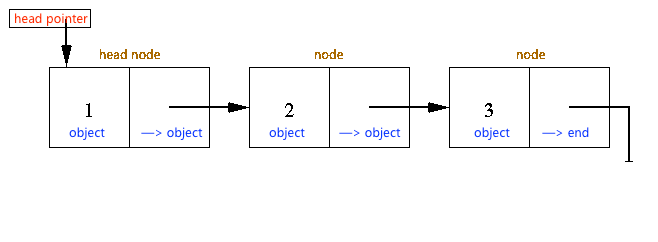 head pointer
head node
node
node
1
2
3
object
—> object
object
—> object
object
—> end